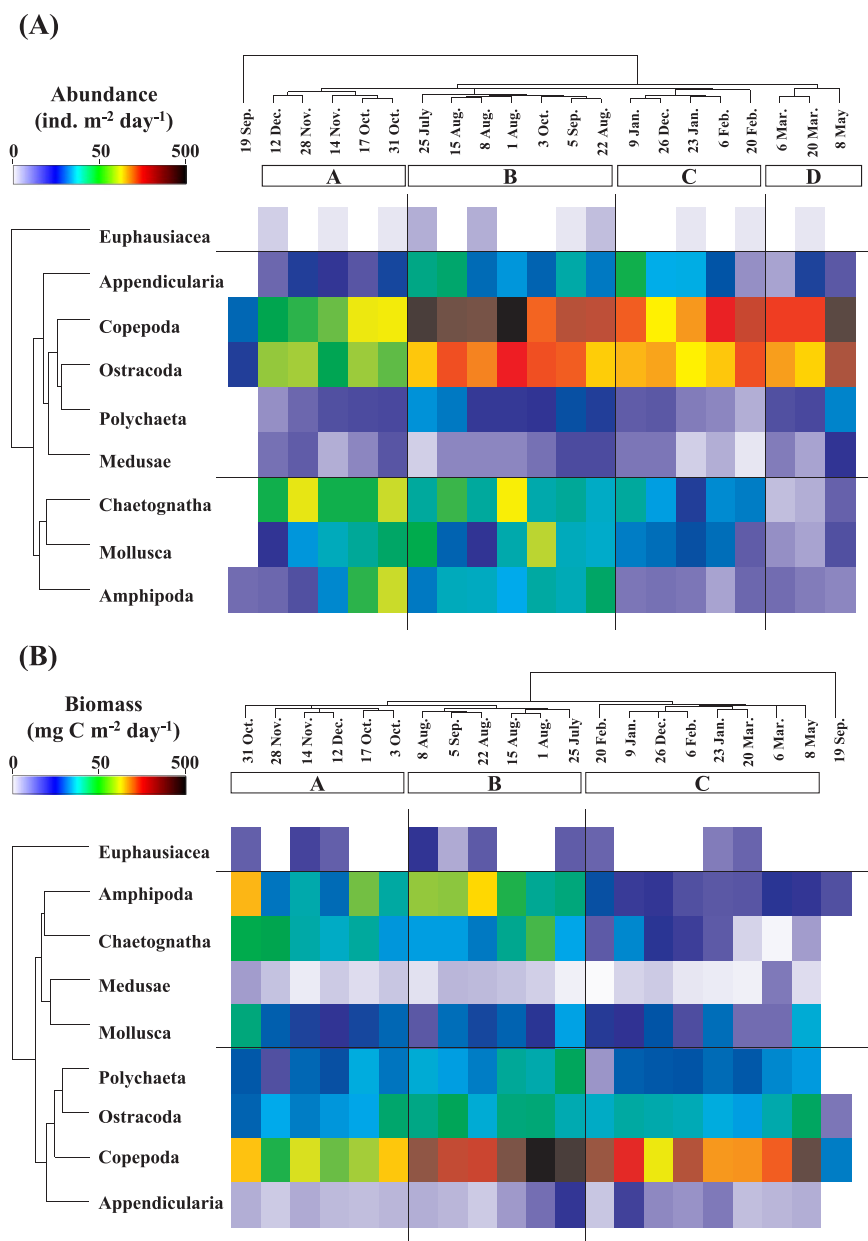 (A)
Abundance
(ind. m⁻² day⁻¹)
0 50 500
19 Sep. 12 Dec. 28 Nov. 14 Nov. 17 Oct. 31 Oct. 25 July 15 Aug. 8 Aug. 1 Aug. 3 Oct. 5 Sep. 22 Aug. 9 Jan. 26 Dec. 23 Jan. 6 Feb. 20 Feb. 6 Mar. 20 Mar. 8 May
A B C D
Euphausiacea
Appendicularia
Copepoda
Ostracoda
Polychaeta
Medusae
Chaetognatha
Mollusca
Amphipoda
(B)
Biomass
(mg C m⁻² day⁻¹)
0 50 500
31 Oct. 28 Nov. 14 Nov. 12 Dec. 17 Oct. 3 Oct. 8 Aug. 5 Sep. 22 Aug. 15 Aug. 1 Aug. 25 July 20 Feb. 9 Jan. 26 Dec. 6 Feb. 23 Jan. 20 Mar. 6 Mar. 8 May 19 Sep.
A B C
Euphausiacea
Amphipoda
Chaetognatha
Medusae
Mollusca
Polychaeta
Ostracoda
Copepoda
Appendicularia